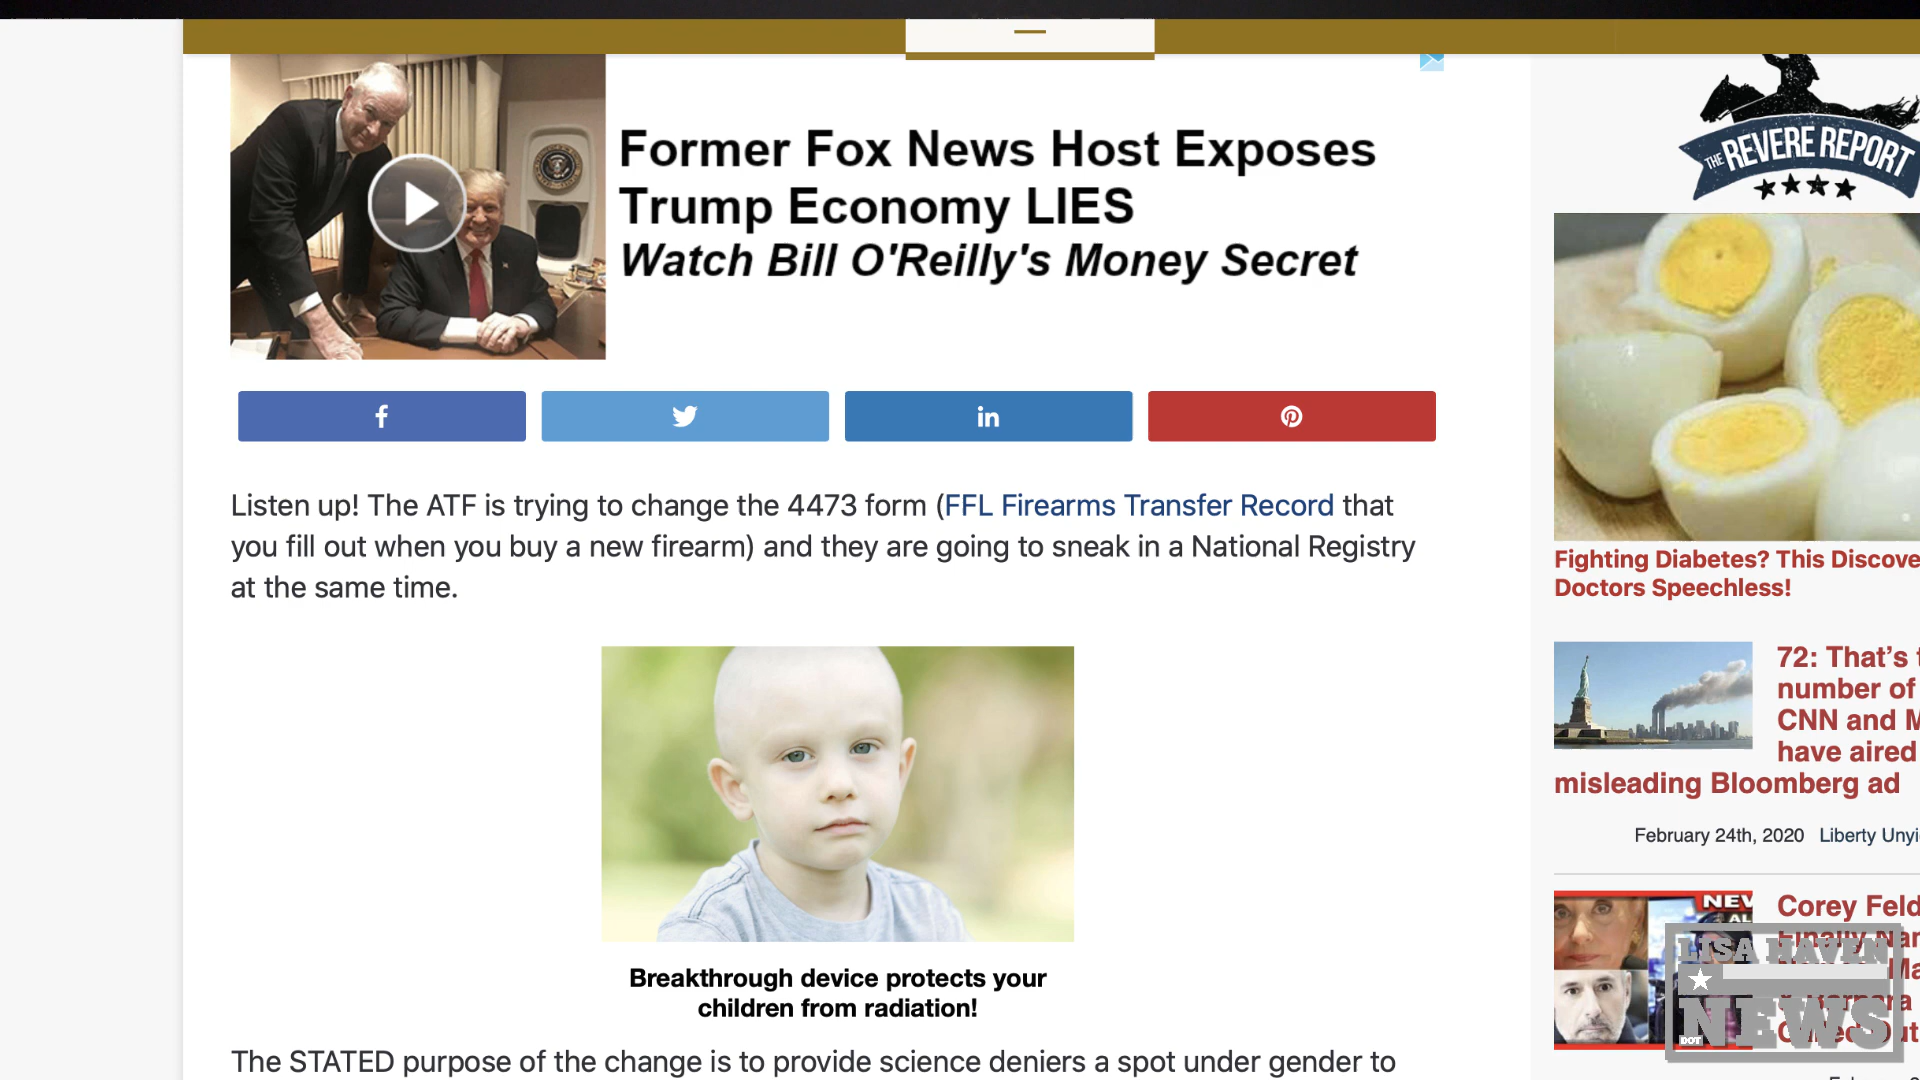 Former Fox News Host Exposes
Trump Economy LIES
Watch Bill O'Reilly's Money Secret
THE REVERE REPORT
f
in
Listen up! The ATF is trying to change the 4473 form (FFL Firearms Transfer Record that
you fill out when you buy a new firearm) and they are going to sneak in a National Registry
at the same time.
Breakthrough device protects your
children from radiation!
The STATED purpose of the change is to provide science deniers a spot under gender to
Fighting Diabetes? This
Doctors Speechless!
72: That's
number of
CNN and
have aired
misleading Bloomberg ad
February 24th, 2020 Liberty
Corey
Finally
LISA HAVEN
NEWS
DOT